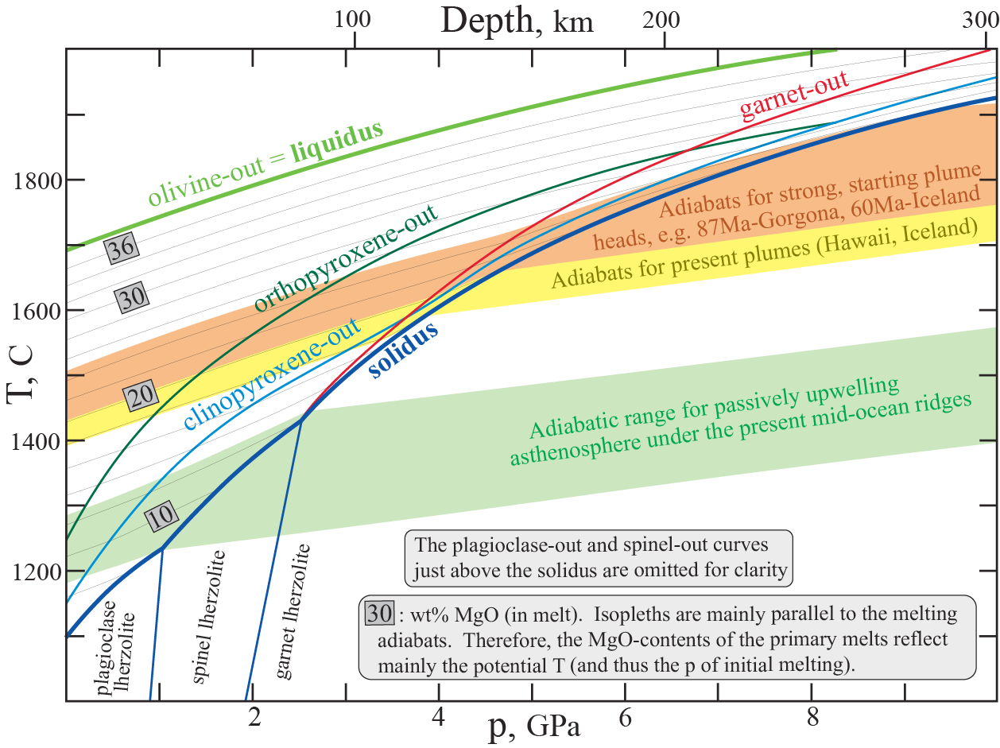 Depth, km
100
200
300
T, C
1800
1600
1400
1200
olivine-out = liquidus
garnet-out
36
30
orthopyroxene-out
Adiabats for strong, starting plume
heads, e.g. 87Ma-Gorgona, 60Ma-Iceland
Adiabats for present plumes (Hawaii, Iceland)
20
clinopyroxene-out
solidus
Adiabatic range for passively upwelling
asthenosphere under the present mid-ocean ridges
10
plagioclase
lherzolite
spinel lherzolite
garnet lherzolite
The plagioclase-out and spinel-out curves
just above the solidus are omitted for clarity
30 : wt% MgO (in melt). Isopleths are mainly parallel to the melting
adiabats. Therefore, the MgO-contents of the primary melts reflect
mainly the potential T (and thus the p of initial melting).
2
4
6
8
p, GPa